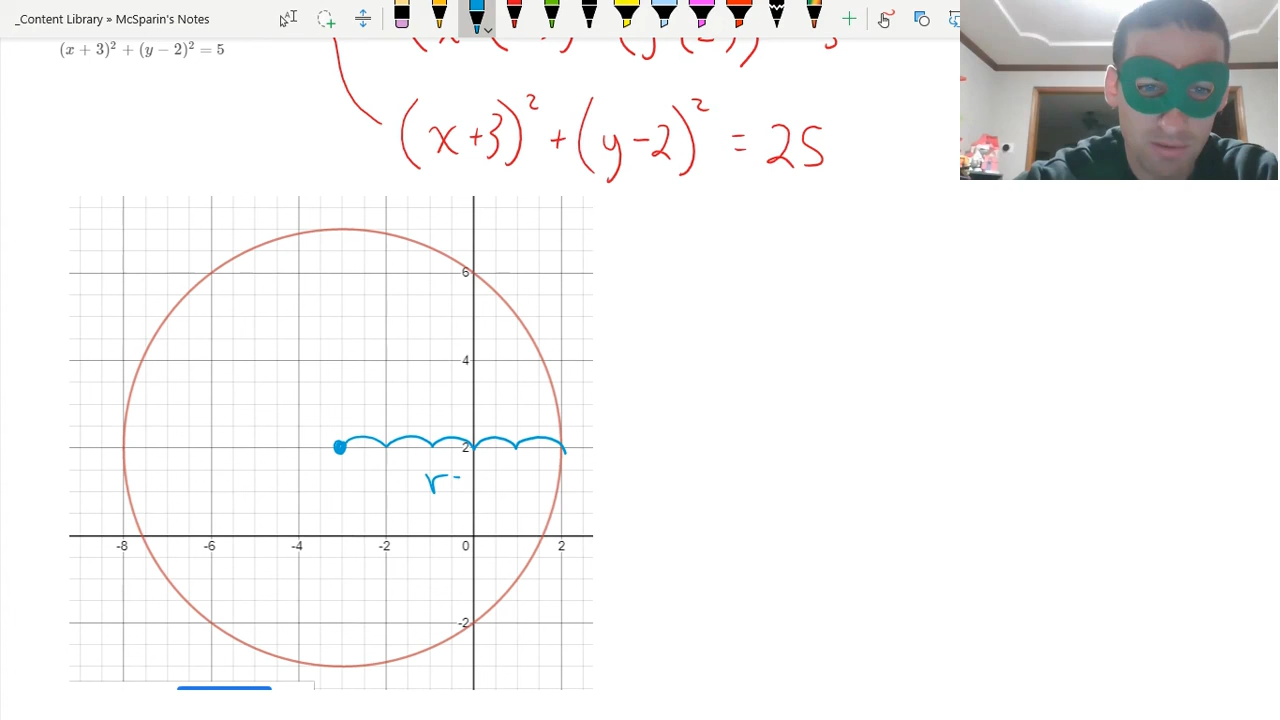 _Content Library » McSparin's Notes
(x + 3)² + (y − 2)² = 5
(x+3)² + (y-2)² = 25
6
4
2
r -
-8 -6 -4 -2 0 2
-2